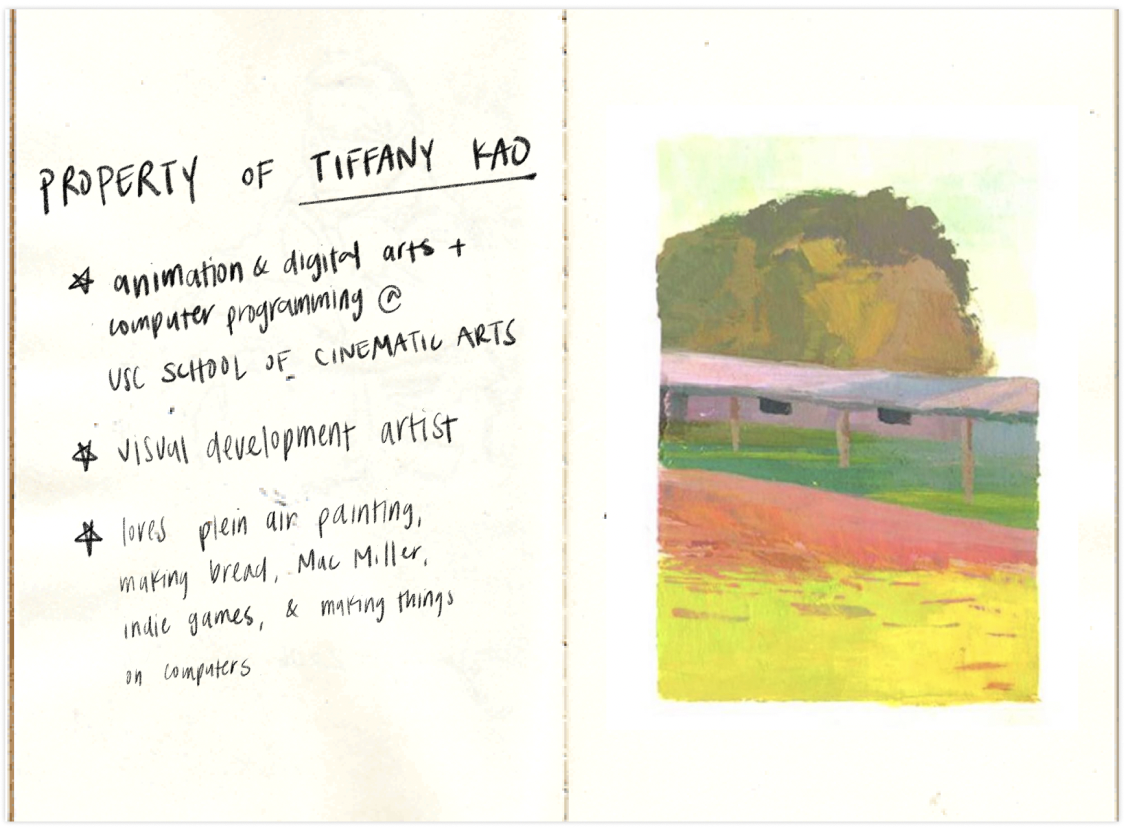 PROPERTY OF TIFFANY KAO
animation & digital arts +
computer programming @
USC SCHOOL OF CINEMATIC ARTS
visual development artist
loves plein air painting,
making bread, Mac Miller,
indie games, & making things
on computers